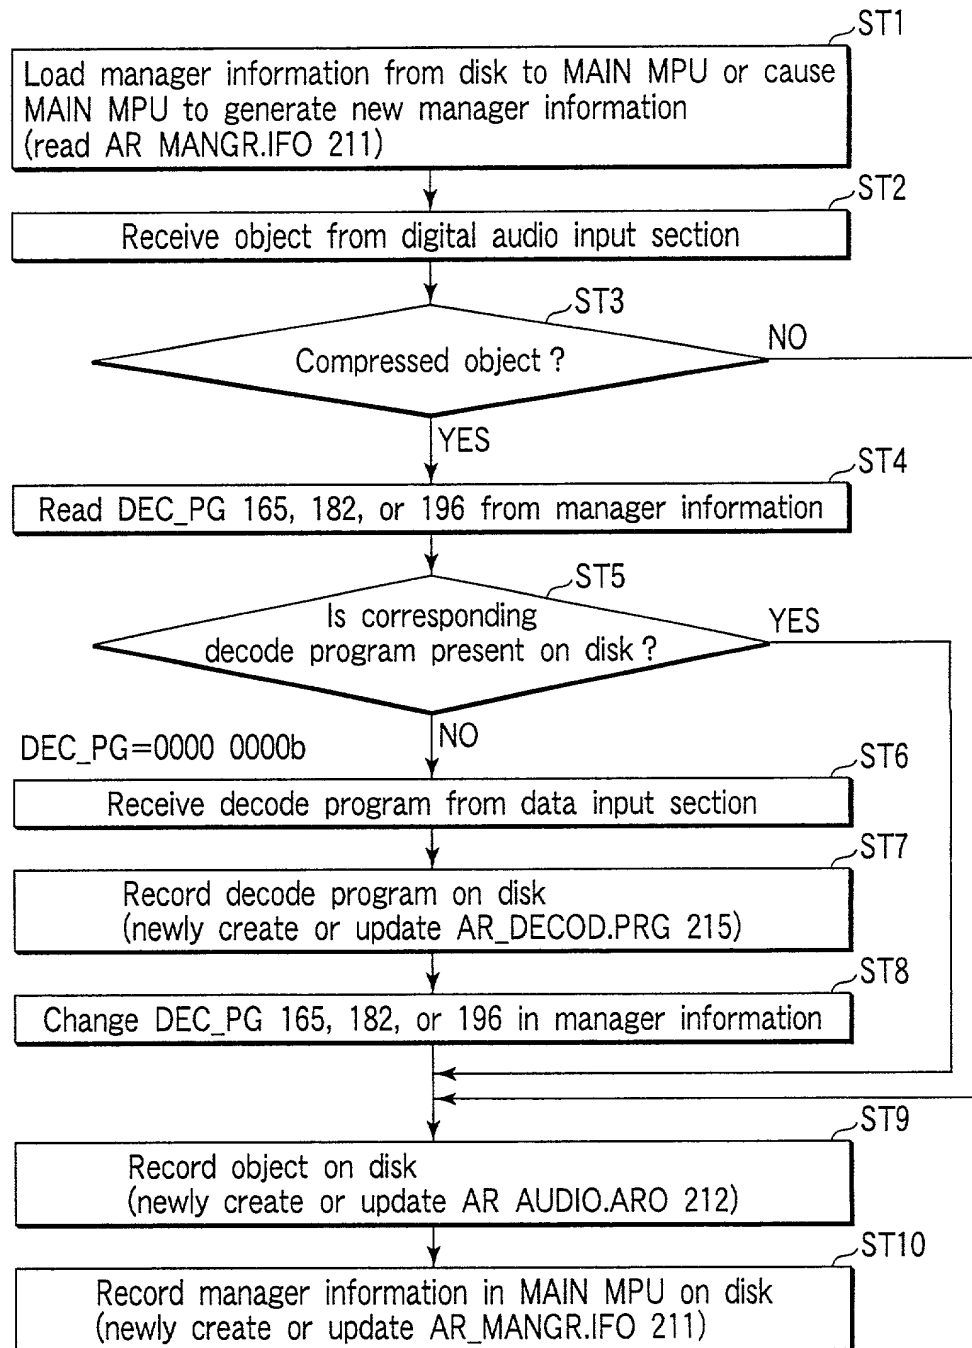 ST1
Load manager information from disk to MAIN MPU or cause
MAIN MPU to generate new manager information
(read AR MANGR.IFO 211)
ST2
Receive object from digital audio input section
ST3
Compressed object ?
NO
YES
ST4
Read DEC_PG 165, 182, or 196 from manager information
ST5
Is corresponding
decode program present on disk ?
YES
NO
DEC_PG=0000 0000b
ST6
Receive decode program from data input section
ST7
Record decode program on disk
(newly create or update AR_DECOD.PRG 215)
ST8
Change DEC_PG 165, 182, or 196 in manager information
ST9
Record object on disk
(newly create or update AR AUDIO.ARO 212)
ST10
Record manager information in MAIN MPU on disk
(newly create or update AR_MANGR.IFO 211)